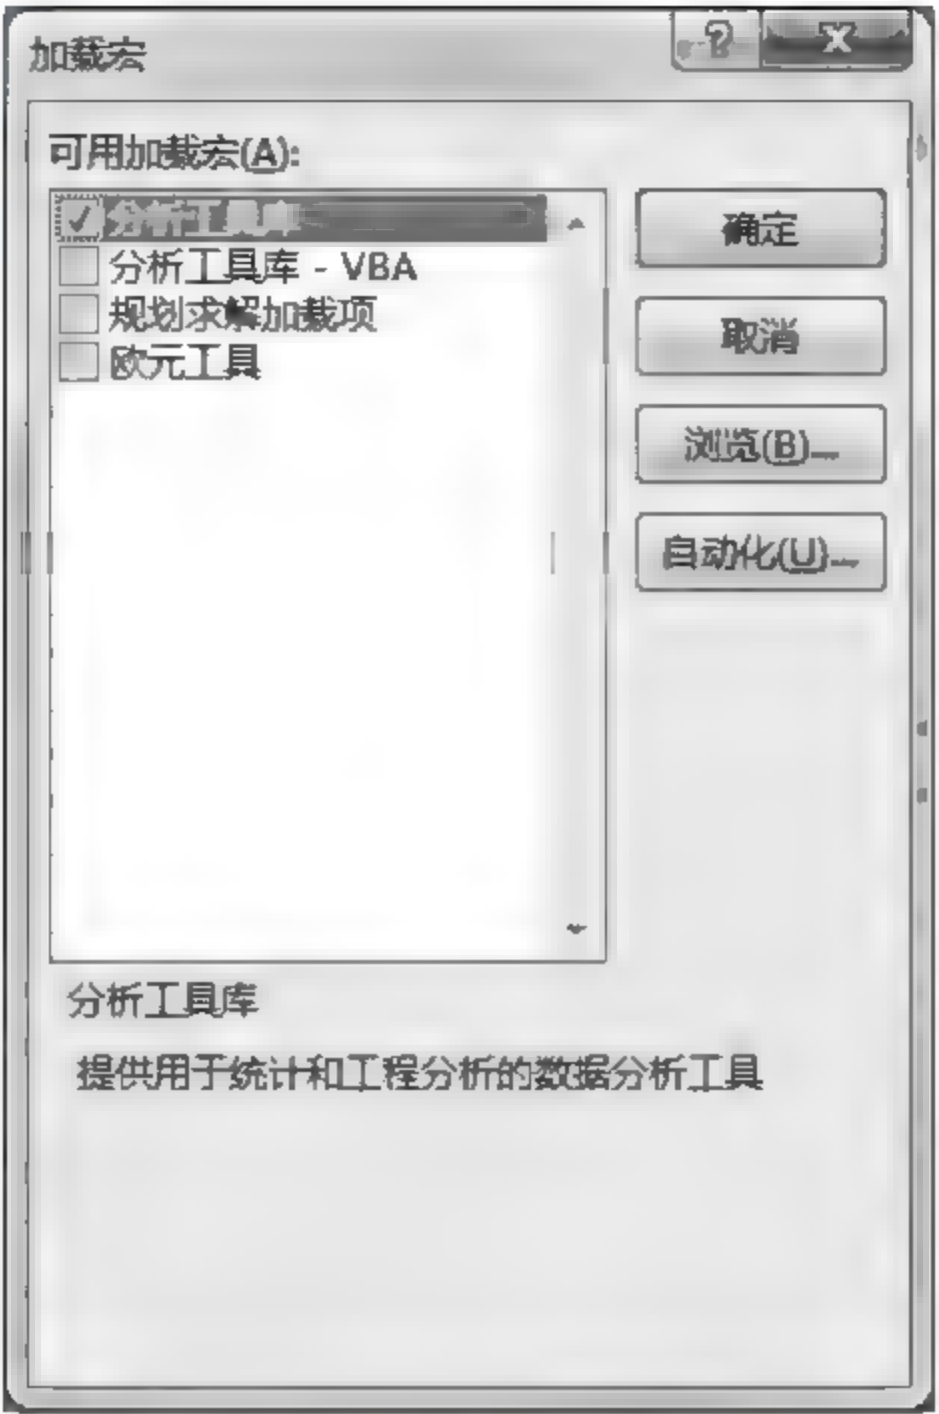 加载宏
可用加载宏(A):
分析工具库
分析工具库 - VBA
规划求解加载项
欧元工具
确定
取消
浏览(B)...
自动化(U)...
分析工具库
提供用于统计和工程分析的数据分析工具